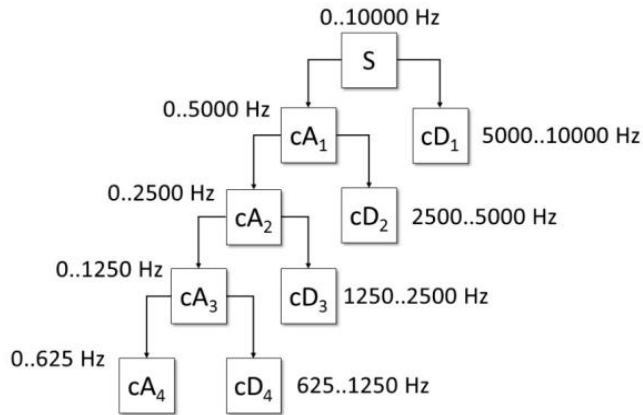 0..10000 Hz
S
0..5000 Hz
cA₁
cD₁
5000..10000 Hz
0..2500 Hz
cA₂
cD₂
2500..5000 Hz
0..1250 Hz
cA₃
cD₃
1250..2500 Hz
0..625 Hz
cA₄
cD₄
625..1250 Hz